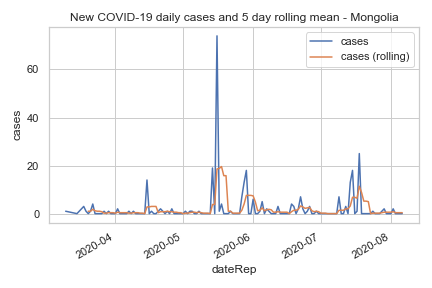 New COVID-19 daily cases and 5 day rolling mean - Mongolia
cases
cases (rolling)
cases
60
40
20
0
2020-04
2020-05
2020-06
2020-07
2020-08
dateRep